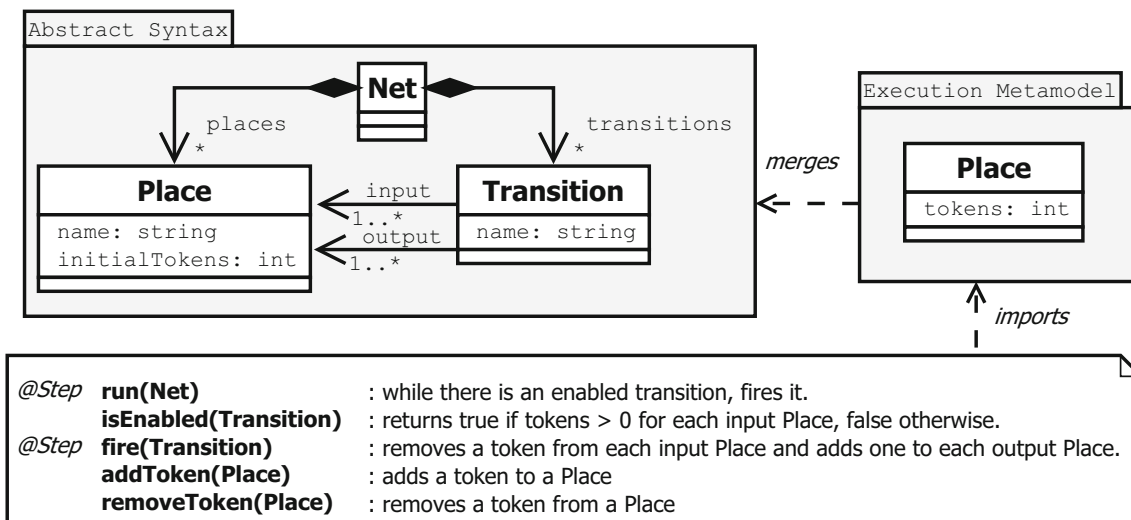 Abstract Syntax
Net
places
*
transitions
*
Place
name: string
initialTokens: int
input
1..*
output
1..*
Transition
name: string
merges
Execution Metamodel
Place
tokens: int
imports
@Step run(Net) : while there is an enabled transition, fires it.
isEnabled(Transition) : returns true if tokens > 0 for each input Place, false otherwise.
@Step fire(Transition) : removes a token from each input Place and adds one to each output Place.
addToken(Place) : adds a token to a Place
removeToken(Place) : removes a token from a Place